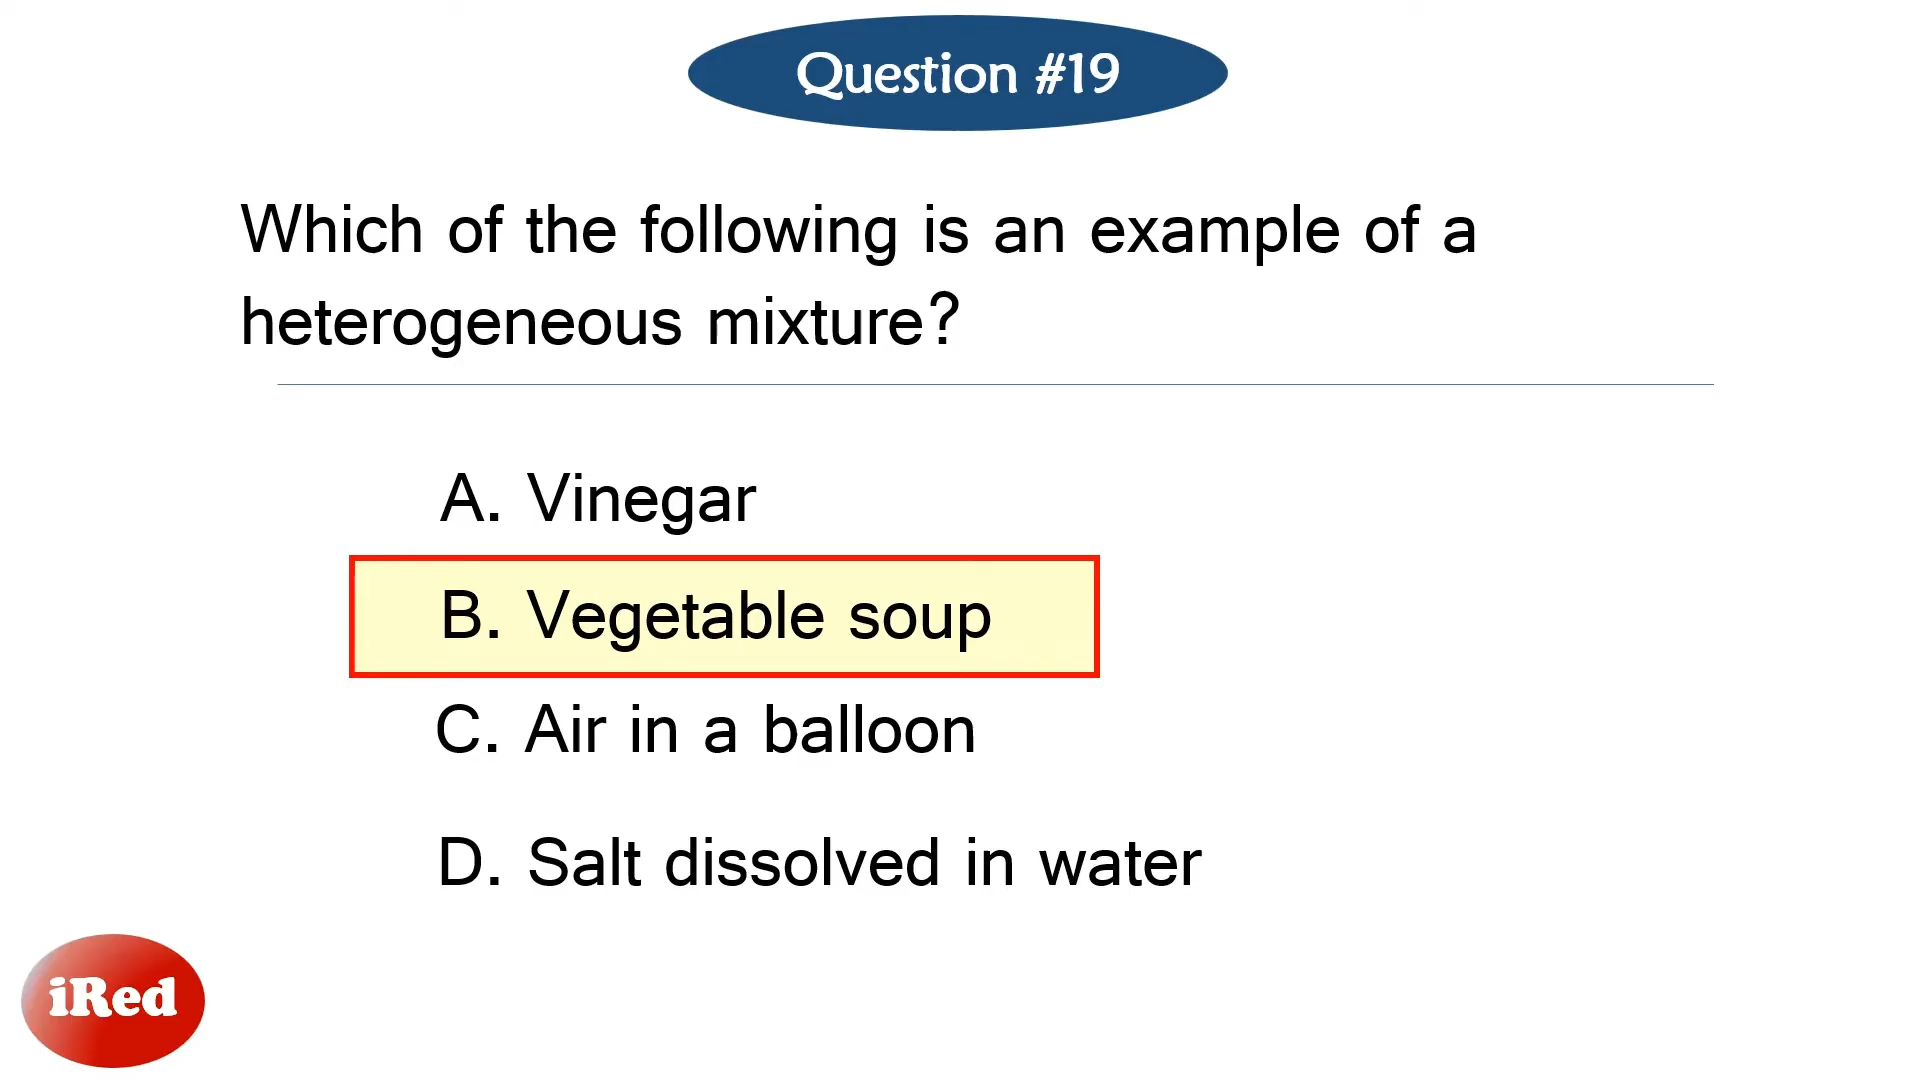 Question #19
Which of the following is an example of a
heterogeneous mixture?
A. Vinegar
B. Vegetable soup
C. Air in a balloon
D. Salt dissolved in water
iRed